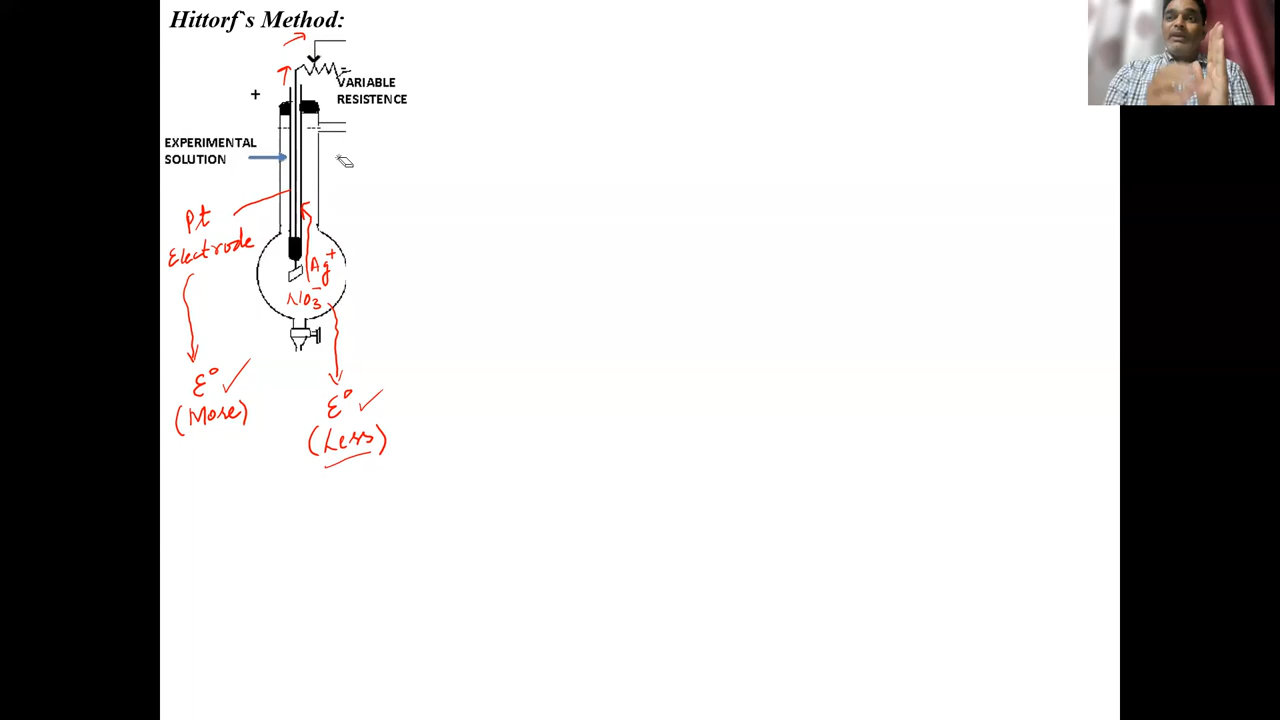 Hittorf`s Method:
VARIABLE
RESISTENCE
+
EXPERIMENTAL
SOLUTION
Pt
Electrode
Ag+
NO3-
E°
(More)
E°
(Less)